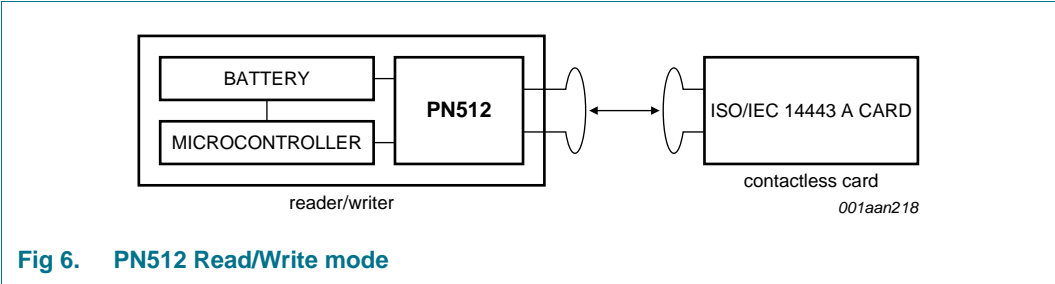 BATTERY
MICROCONTROLLER
PN512
ISO/IEC 14443 A CARD
reader/writer
contactless card
001aan218
Fig 6. PN512 Read/Write mode